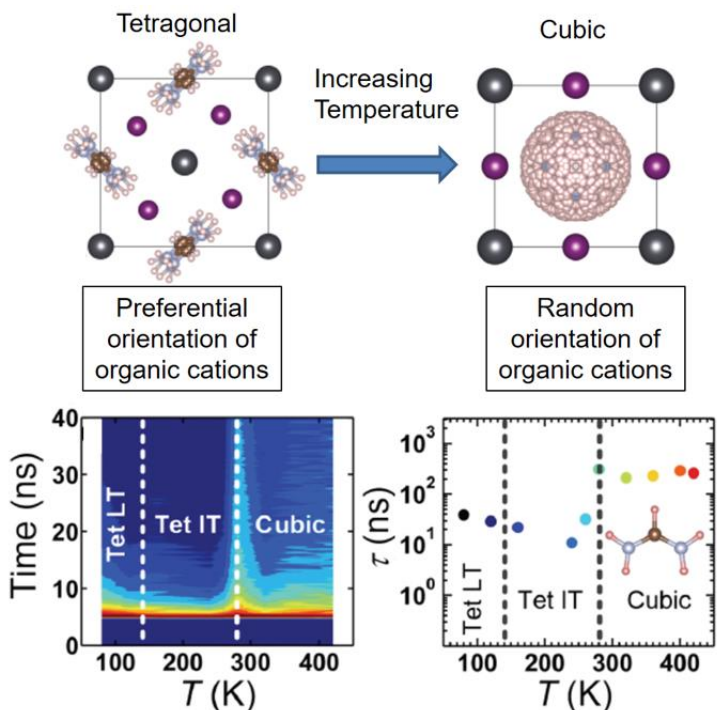 Tetragonal
Cubic
Increasing
Temperature
Preferential
orientation of
organic cations
Random
orientation of
organic cations
40
30
20
10
0
Time (ns)
Tet LT
Tet IT
Cubic
100
200
300
400
T (K)
10³
10²
10¹
10⁰
τ (ns)
Tet LT
Tet IT
Cubic
100
200
300
400
T (K)